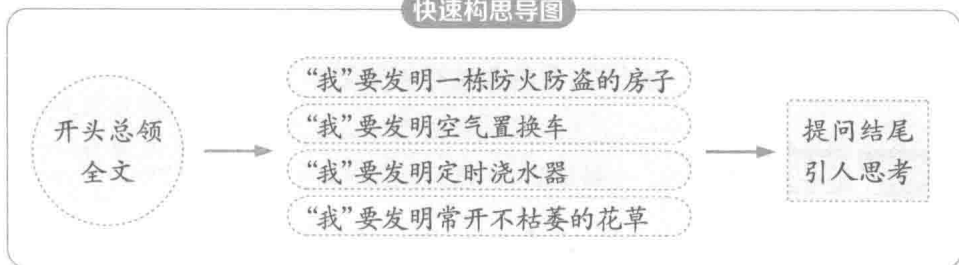 快速构思导图
开头总领
全文
“我”要发明一栋防火防盗的房子
“我”要发明空气置换车
“我”要发明定时浇水器
“我”要发明常开不枯萎的花草
提问结尾
引人思考